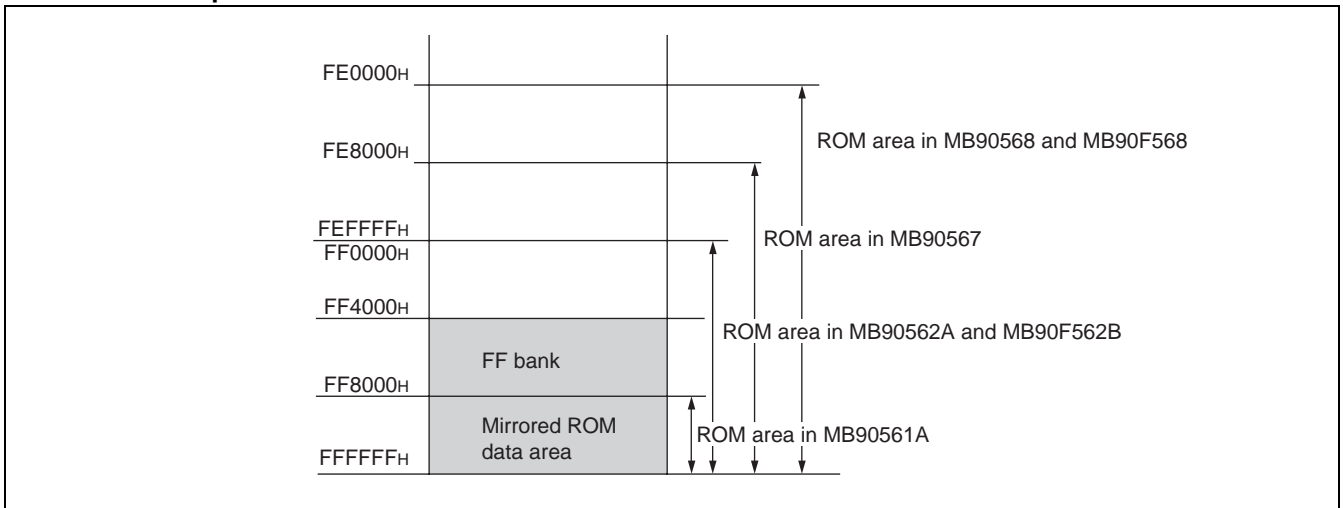 FE0000H
ROM area in MB90568 and MB90F568
FE8000H
FEFFFFH
ROM area in MB90567
FF0000H
FF4000H
ROM area in MB90562A and MB90F562B
FF bank
FF8000H
Mirrored ROM
data area
ROM area in MB90561A
FFFFFFH